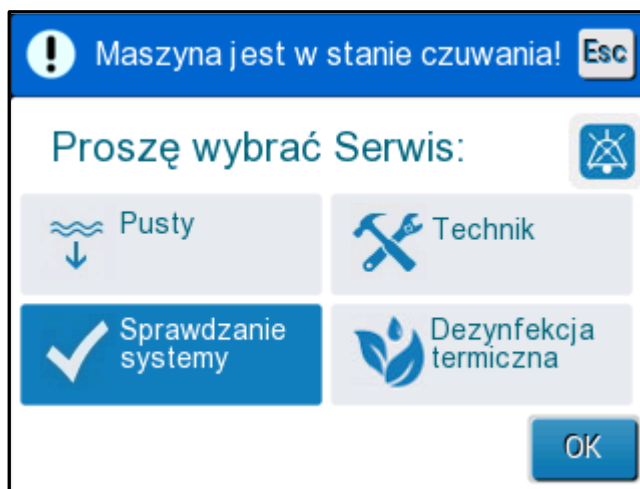 Maszyna jest w stanie czuwania!
Esc
Proszę wybrać Serwis:
Pusty
Technik
Sprawdzanie
systemy
Dezynfekcja
termiczna
OK